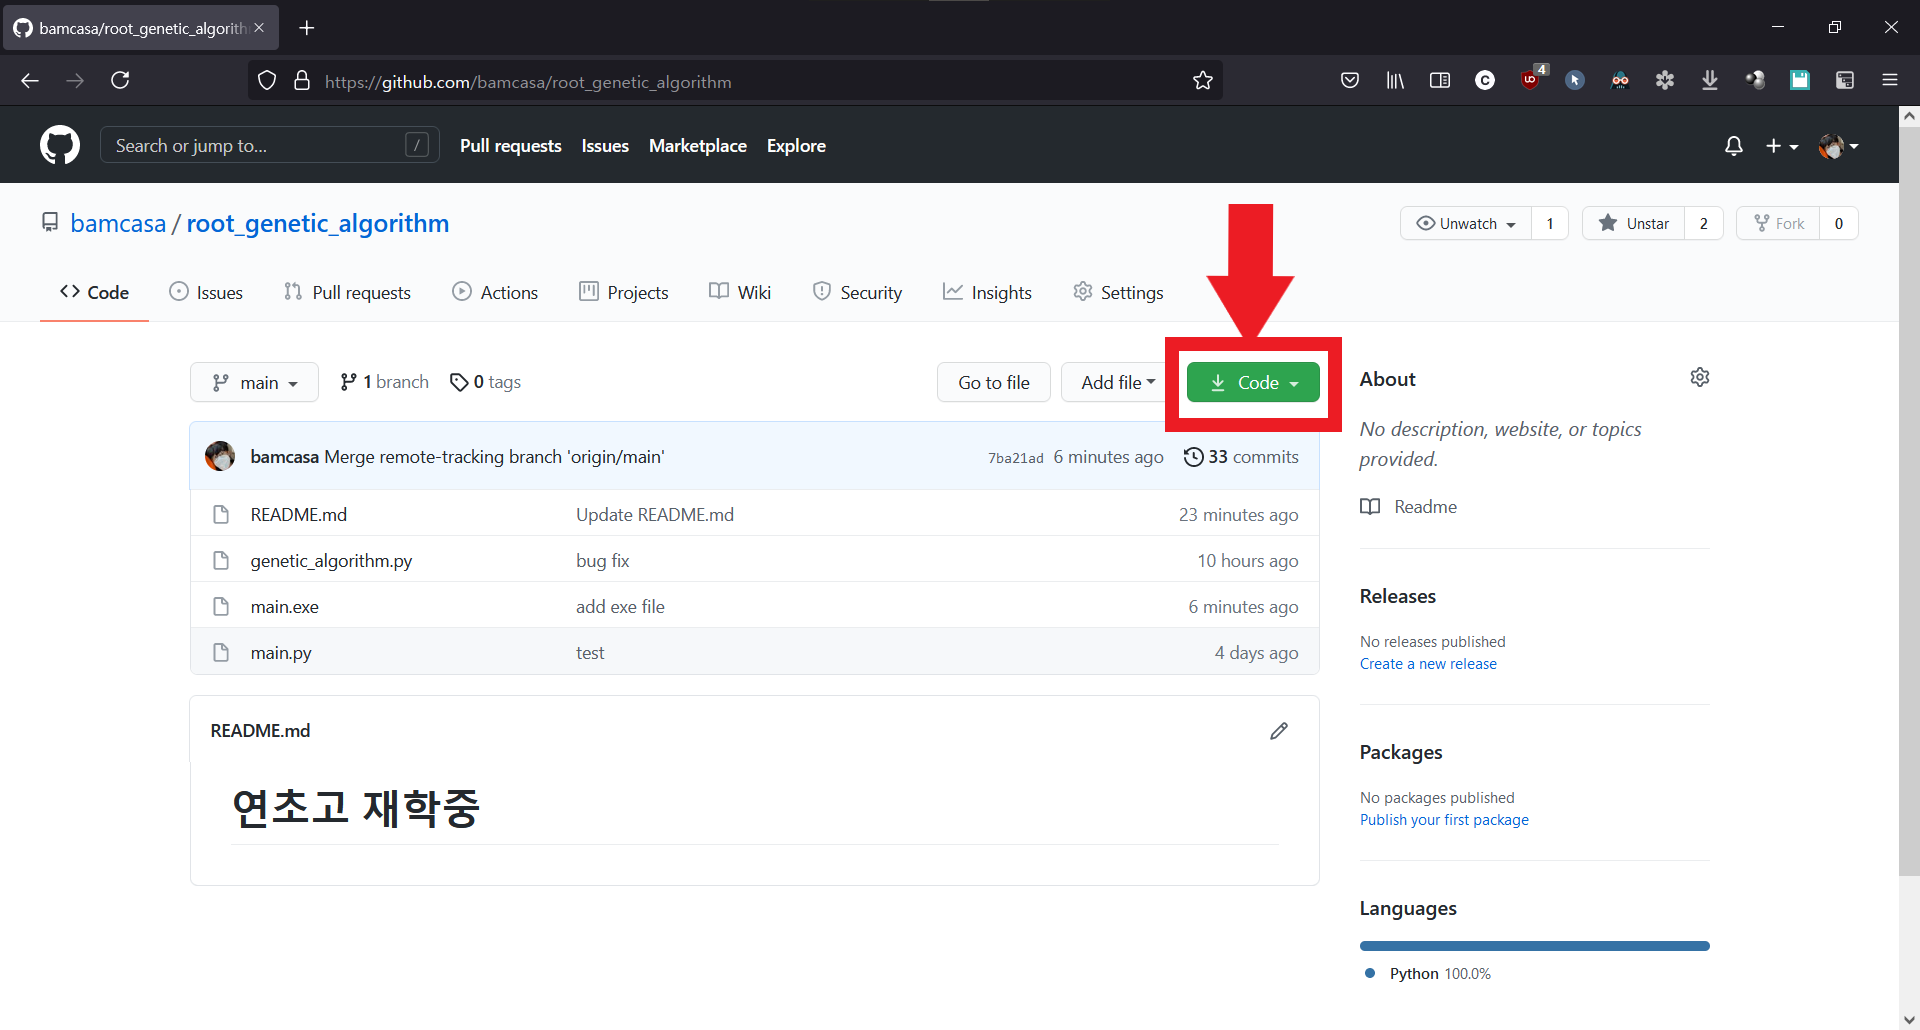 bamcasa/root_genetic_algorith
https://github.com/bamcasa/root_genetic_algorithm
4
Search or jump to... /
Pull requests Issues Marketplace Explore
bamcasa / root_genetic_algorithm
Unwatch 1 Unstar 2 Fork 0
Code Issues Pull requests Actions Projects Wiki Security Insights Settings
main 1 branch 0 tags Go to file Add file Code
bamcasa Merge remote-tracking branch 'origin/main' 7ba21ad 6 minutes ago 33 commits
README.md Update README.md 23 minutes ago
genetic_algorithm.py bug fix 10 hours ago
main.exe add exe file 6 minutes ago
main.py test 4 days ago
README.md
연초고 재학중
About
No description, website, or topics
provided.
Readme
Releases
No releases published
Create a new release
Packages
No packages published
Publish your first package
Languages
Python 100.0%